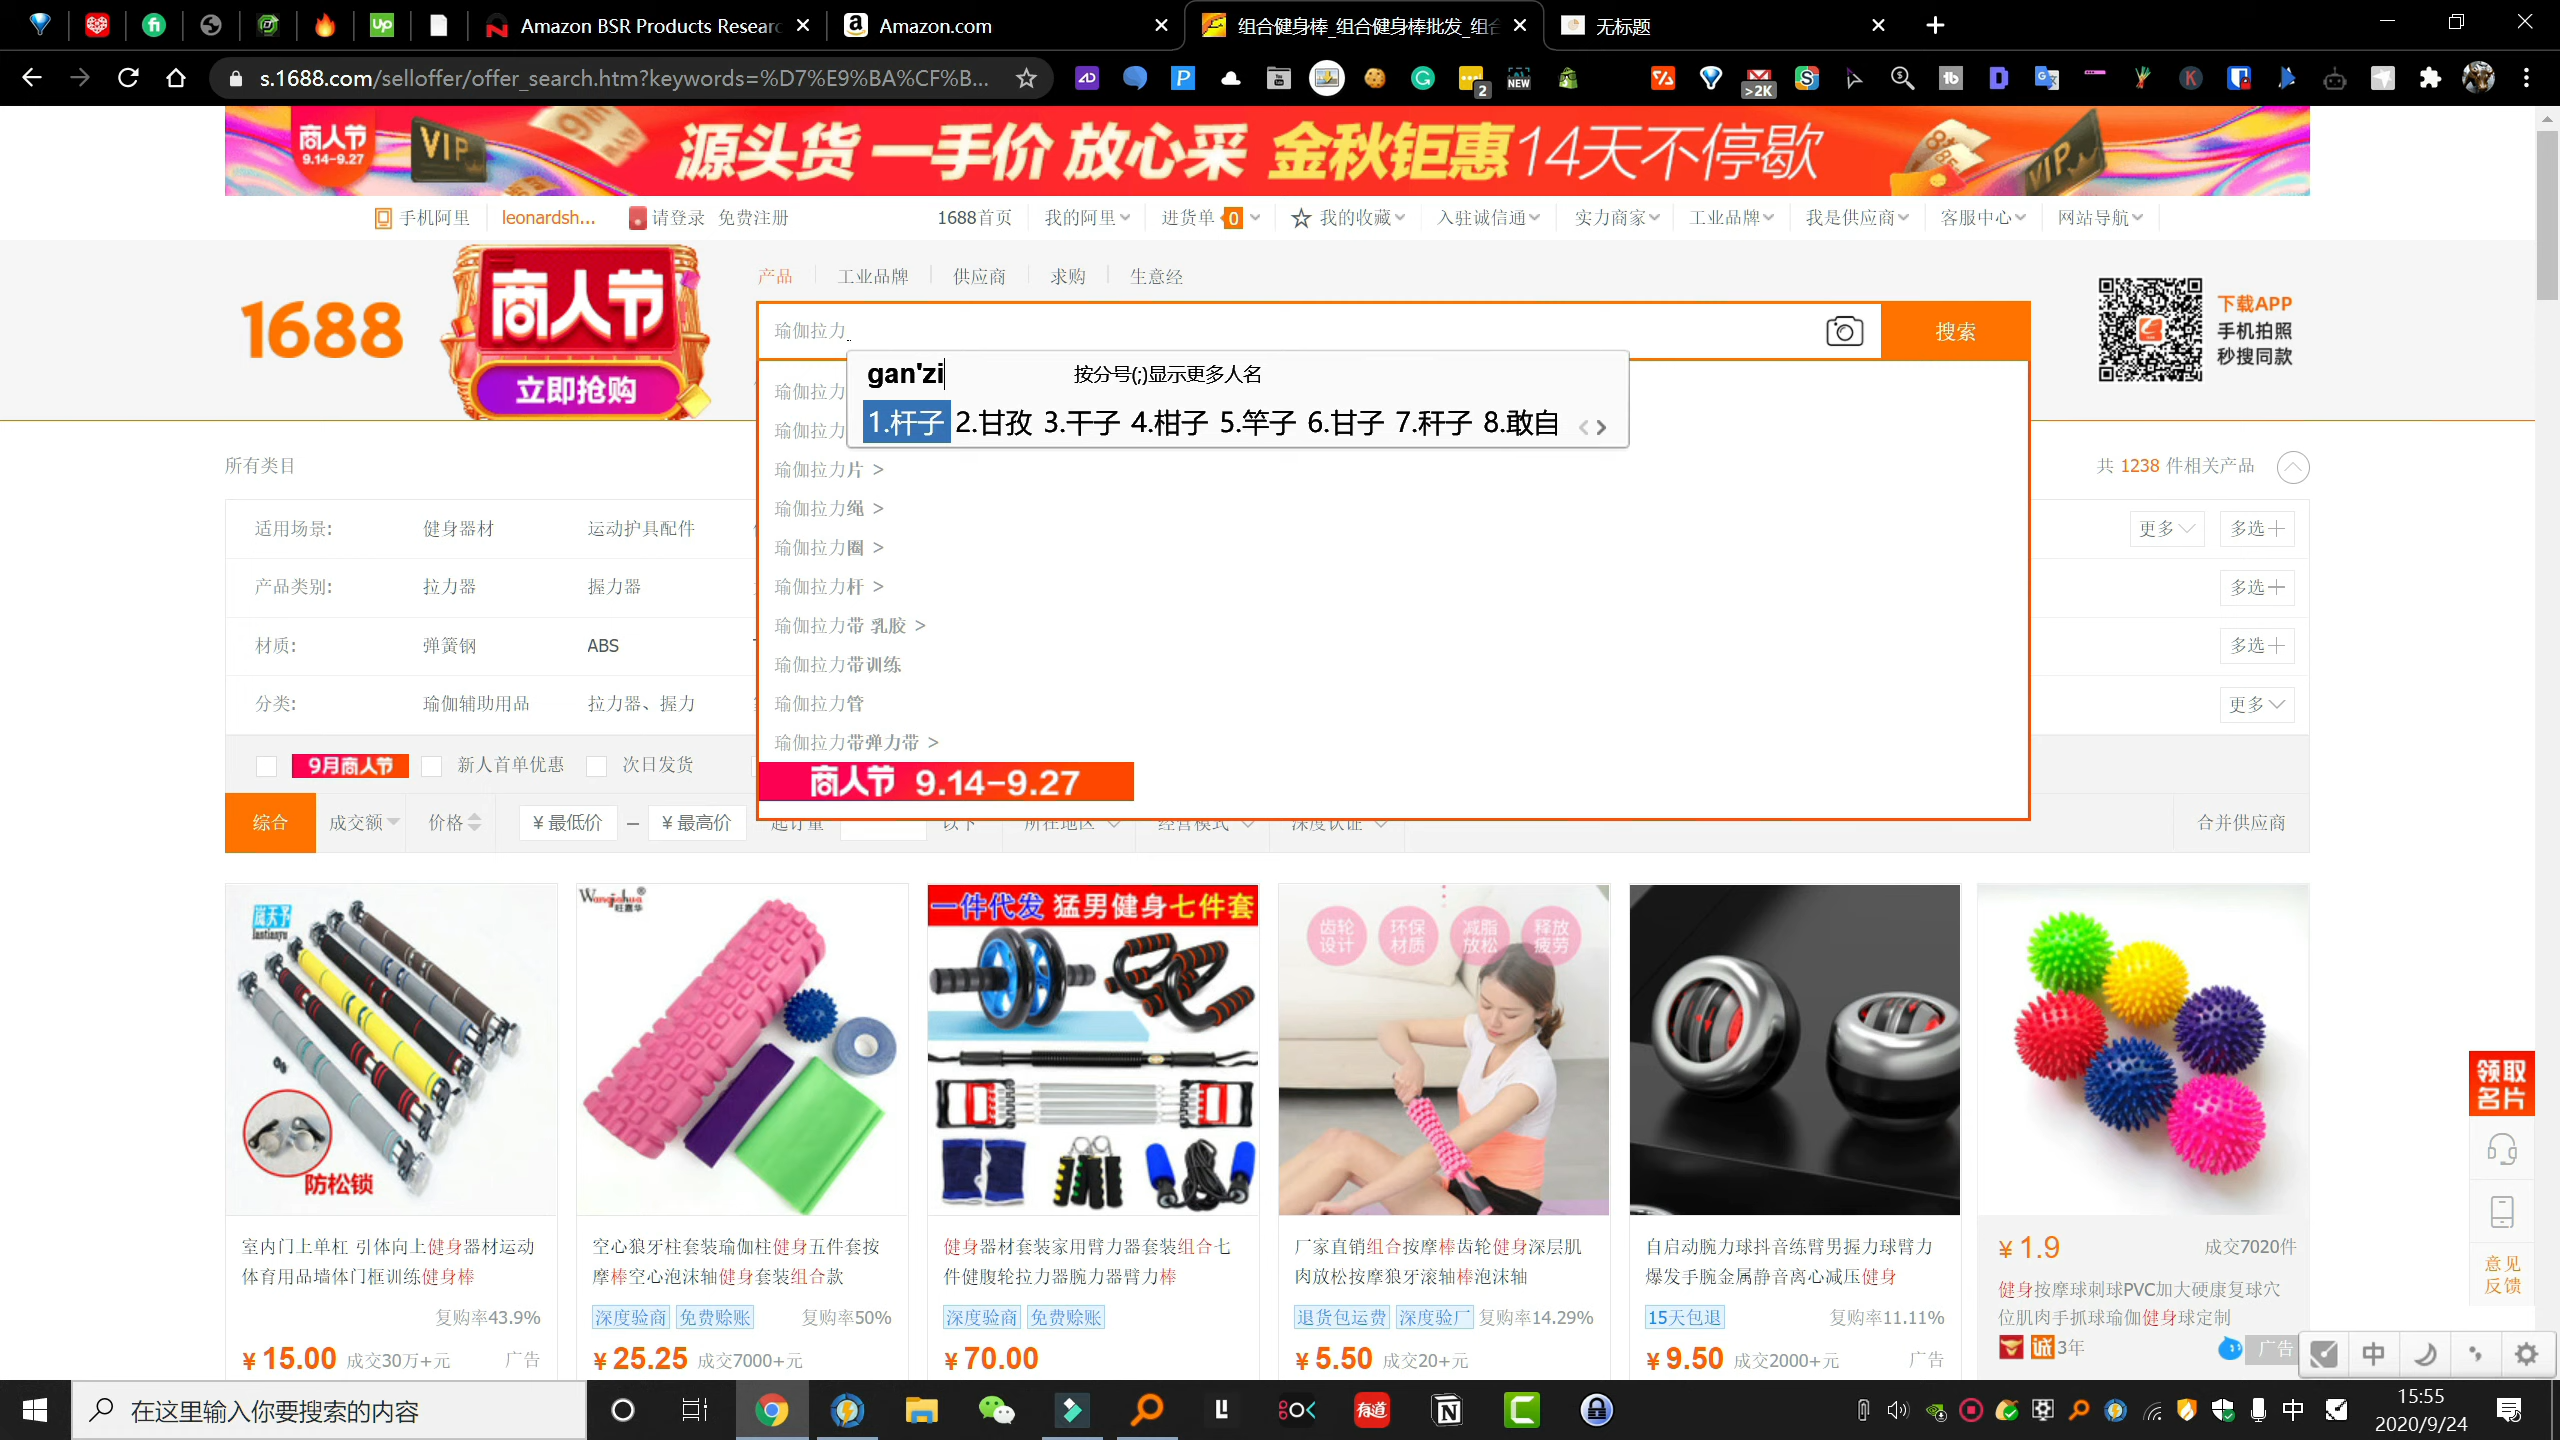 Amazon BSR Products Researc
Amazon.com
组合健身棒_组合健身棒批发_组合
无标题
s.1688.com/selloffer/offer_search.htm?keywords=%D7%E9%BA%CF%B...
2
NEW
>2K
商人节
9.14-9.27
VIP
源头货 一手价 放心采 金秋钜惠14天不停歇
VIP
手机阿里
leonardsh...
请登录 免费注册
1688首页
我的阿里
进货单 0
我的收藏
入驻诚信通
实力商家
工业品牌
我是供应商
客服中心
网站导航
1688
商人节
立即抢购
产品
工业品牌
供应商
求购
生意经
瑜伽拉力
搜索
下载APP
手机拍照
秒搜同款
gan'zi
按分号(;)显示更多人名
1.杆子 2.甘孜 3.干子 4.柑子 5.竿子 6.甘子 7.秆子 8.敢自
瑜伽拉力
瑜伽拉力
瑜伽拉力片 >
瑜伽拉力绳 >
瑜伽拉力圈 >
瑜伽拉力杆 >
瑜伽拉力带 乳胶 >
瑜伽拉力带训练
瑜伽拉力管
瑜伽拉力带弹力带 >
商人节 9.14-9.27
所有类目
共 1238 件相关产品
适用场景: 健身器材 运动护具配件
更多 多选
产品类别: 拉力器 握力器
多选
材质: 弹簧钢 ABS
多选
分类: 瑜伽辅助用品 拉力器、握力
更多
9月商人节 新人首单优惠 次日发货
综合 成交额 价格 ¥ 最低价 — ¥ 最高价 起订量 以下 所在地区 经营模式 深度认证 合并供应商
嵐天予
lantianyu
防松锁
室内门上单杠 引体向上健身器材运动
体育用品墙体门框训练健身棒
复购率43.9%
¥ 15.00 成交30万+元 广告
旺嘉华
空心狼牙柱套装瑜伽柱健身五件套按
摩棒空心泡沫轴健身套装组合款
深度验商 免费赊账 复购率50%
¥ 25.25 成交7000+元
一件代发 猛男健身七件套
健身器材套装家用臂力器套装组合七
件健腹轮拉力器腕力器臂力棒
深度验商 免费赊账
¥ 70.00
齿轮
设计
环保
材质
减脂
放松
释放
疲劳
厂家直销组合按摩棒齿轮健身深层肌
肉放松按摩狼牙滚轴棒泡沫轴
退货包运费 深度验厂 复购率14.29%
¥ 5.50 成交20+元
自启动腕力球抖音练臂男握力球臂力
爆发手腕金属静音离心减压健身
15天包退 复购率11.11%
¥ 9.50 成交2000+元 广告
¥ 1.9 成交7020件
健身按摩球刺球PVC加大硬康复球穴
位肌肉手抓球瑜伽健身球定制
诚 3年 广告
领取
名片
意见
反馈
中
在这里输入你要搜索的内容
有道
中
15:55
2020/9/24